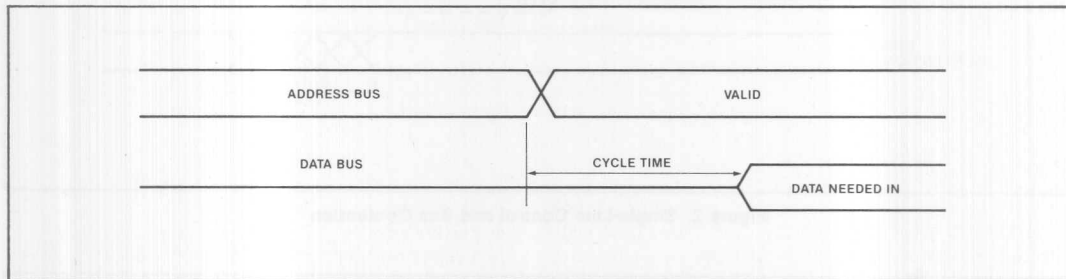 ADDRESS BUS
VALID
DATA BUS
CYCLE TIME
DATA NEEDED IN